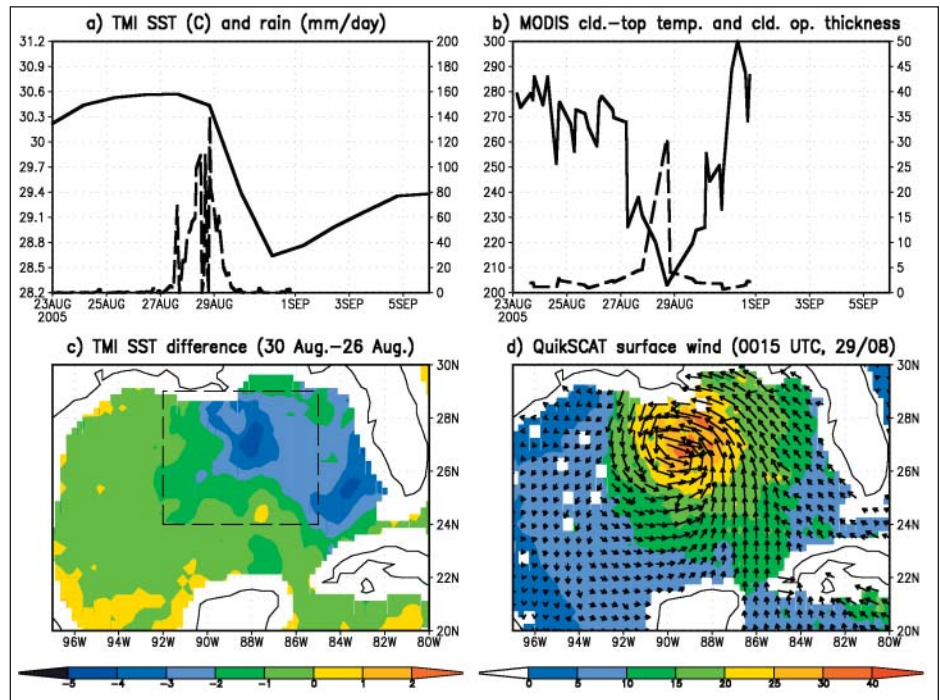 a) TMI SST (C) and rain (mm/day)
31.2
30.9
30.6
30.3
30
29.7
29.4
29.1
28.8
28.5
28.2
200
180
160
140
120
100
80
60
40
20
0
23AUG
2005
25AUG
27AUG
29AUG
1SEP
3SEP
5SEP
b) MODIS cld.-top temp. and cld. op. thickness
300
290
280
270
260
250
240
230
220
210
200
50
45
40
35
30
25
20
15
10
5
0
23AUG
2005
25AUG
27AUG
29AUG
1SEP
3SEP
5SEP
c) TMI SST difference (30 Aug.-26 Aug.)
30N
28N
26N
24N
22N
20N
96W
94W
92W
90W
88W
86W
84W
82W
80W
-5
-4
-3
-2
-1
0
1
2
d) QuikSCAT surface wind (0015 UTC, 29/08)
30N
28N
26N
24N
22N
20N
96W
94W
92W
90W
88W
86W
84W
82W
80W
0
5
10
15
20
25
30
40